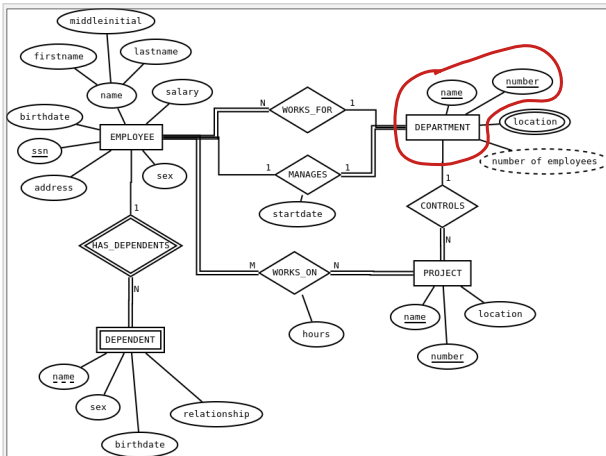 middleinitial
firstname
lastname
name
salary
birthdate
EMPLOYEE
ssn
address
sex
N
WORKS_FOR
1
name
number
DEPARTMENT
location
number of employees
1
MANAGES
1
startdate
1
CONTROLS
N
1
HAS_DEPENDENTS
N
M
WORKS_ON
N
hours
PROJECT
name
location
number
DEPENDENT
name
sex
relationship
birthdate